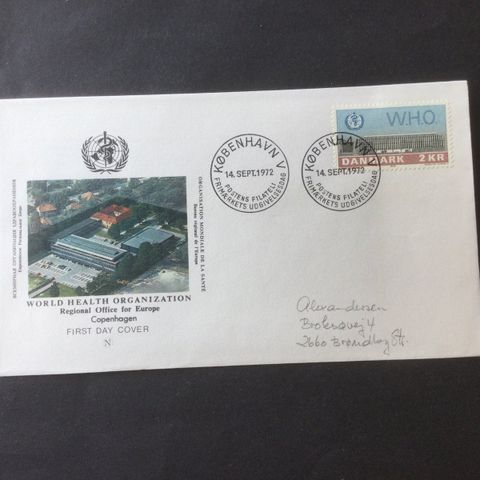 W.H.O.
DANMARK 2 KR
KØBENHAVN V
14. SEPT. 1972
POSTENS FILATELI
FRIMÆRKETS UDGIVELSESDAG
KØBENHAVN V
14. SEPT. 1972
POSTENS FILATELI
FRIMÆRKETS UDGIVELSESDAG
ORGANISATION MONDIALE DE LA SANTÉ
Bureau régional de l'Europe
WORLD HEALTH ORGANIZATION
Regional Office for Europe
Copenhagen
FIRST DAY COVER
N
Alexandersen
4
2660 Brøndby Str.